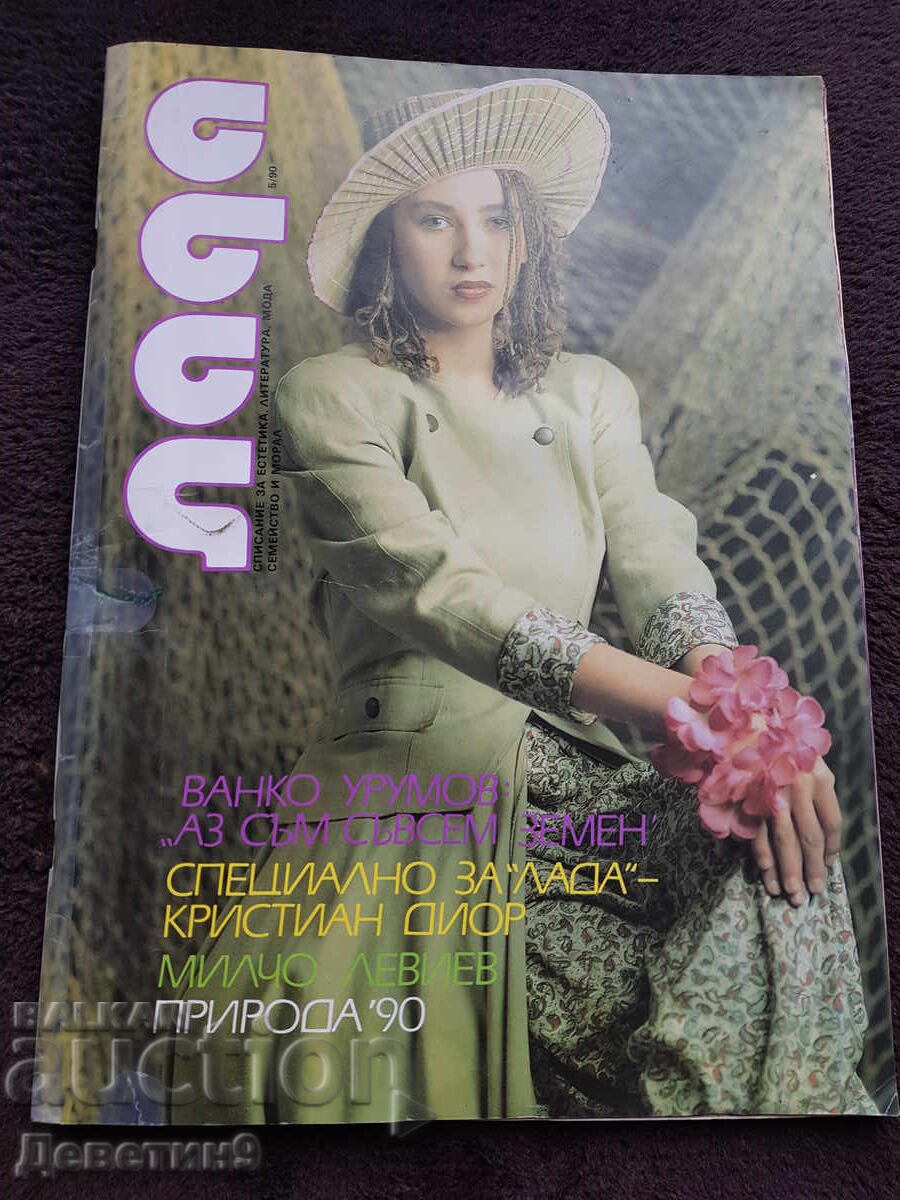 лада
5/90
СПИСАНИЕ ЗА ЕСТЕТИКА, ЛИТЕРАТУРА, МОДА
СЕМЕЙСТВО И МОРАЛ
ВАНКО УРУМОВ:
„АЗ СЪМ СЪВСЕМ ЗЕМЕН"
СПЕЦИАЛНО ЗА "ЛАДА"–
КРИСТИАН ДИОР
МИЛЧО ЛЕВИЕВ
ПРИРОДА '90
BALKAN
auction
Деветин9